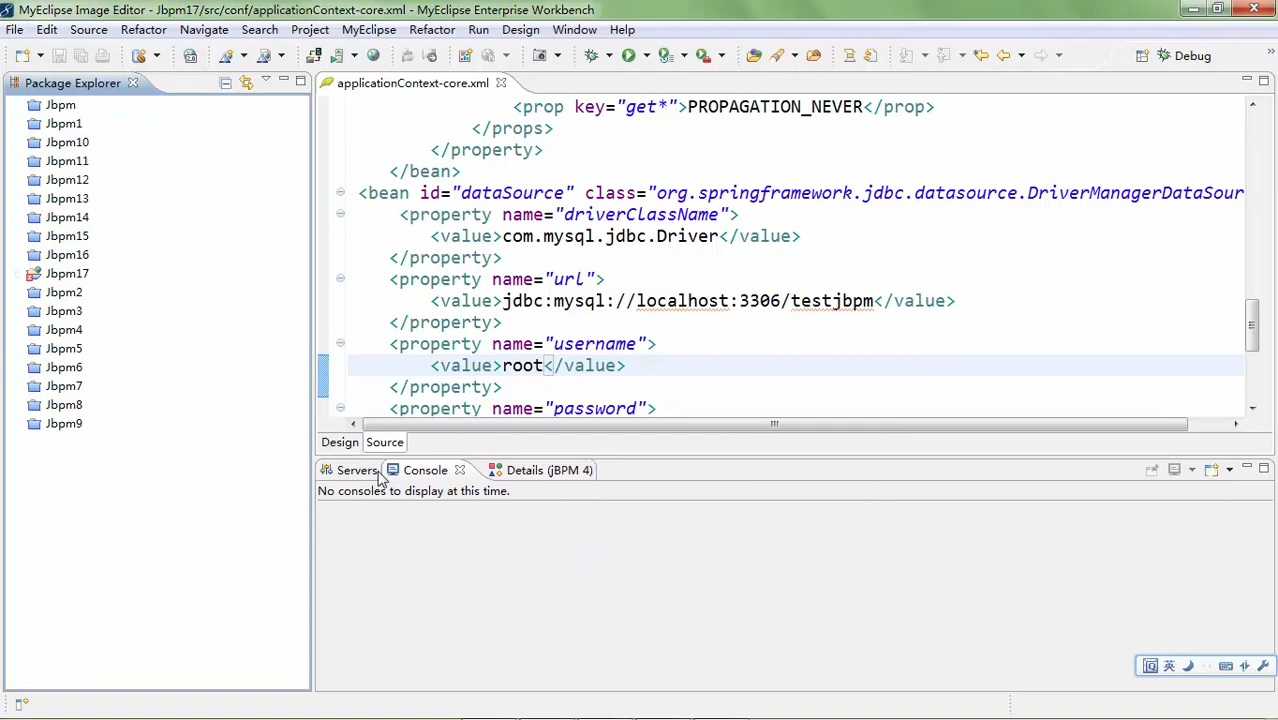 MyEclipse Image Editor - Jbpm17/src/conf/applicationContext-core.xml - MyEclipse Enterprise Workbench
File Edit Source Refactor Navigate Search Project MyEclipse Refactor Run Design Window Help
Debug
Package Explorer
applicationContext-core.xml
Jbpm
Jbpm1
Jbpm10
Jbpm11
Jbpm12
Jbpm13
Jbpm14
Jbpm15
Jbpm16
Jbpm17
Jbpm2
Jbpm3
Jbpm4
Jbpm5
Jbpm6
Jbpm7
Jbpm8
Jbpm9
<prop key="get*">PROPAGATION_NEVER</prop>
</props>
</property>
</bean>
<bean id="dataSource" class="org.springframework.jdbc.datasource.DriverManagerDataSour
<property name="driverClassName">
<value>com.mysql.jdbc.Driver</value>
</property>
<property name="url">
<value>jdbc:mysql://localhost:3306/testjbpm</value>
</property>
<property name="username">
<value>root</value>
</property>
<property name="password">
Design Source
Servers Console Details (jBPM 4)
No consoles to display at this time.
英